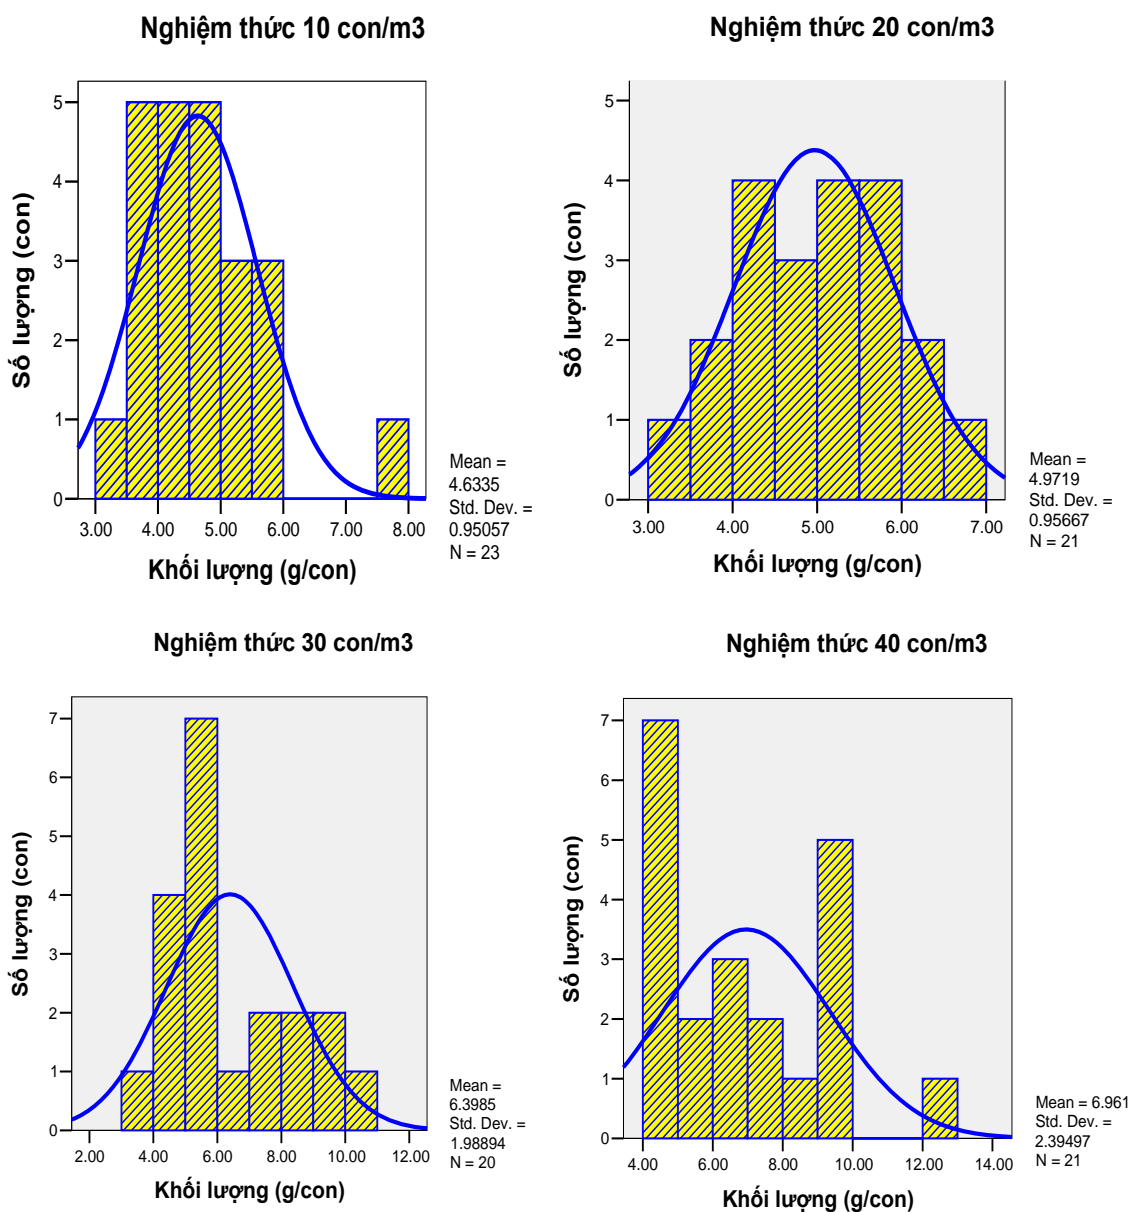 Nghiệm thức 10 con/m3
5
4
3
2
1
0
3.00 4.00 5.00 6.00 7.00 8.00
Số lượng (con)
Khối lượng (g/con)
Mean =
4.6335
Std. Dev. =
0.95057
N = 23
Nghiệm thức 20 con/m3
5
4
3
2
1
0
3.00 4.00 5.00 6.00 7.00
Số lượng (con)
Khối lượng (g/con)
Mean =
4.9719
Std. Dev. =
0.95667
N = 21
Nghiệm thức 30 con/m3
7
6
5
4
3
2
1
0
2.00 4.00 6.00 8.00 10.00 12.00
Số lượng (con)
Khối lượng (g/con)
Mean =
6.3985
Std. Dev. =
1.98894
N = 20
Nghiệm thức 40 con/m3
7
6
5
4
3
2
1
0
4.00 6.00 8.00 10.00 12.00 14.00
Số lượng (con)
Khối lượng (g/con)
Mean = 6.961
Std. Dev. =
2.39497
N = 21